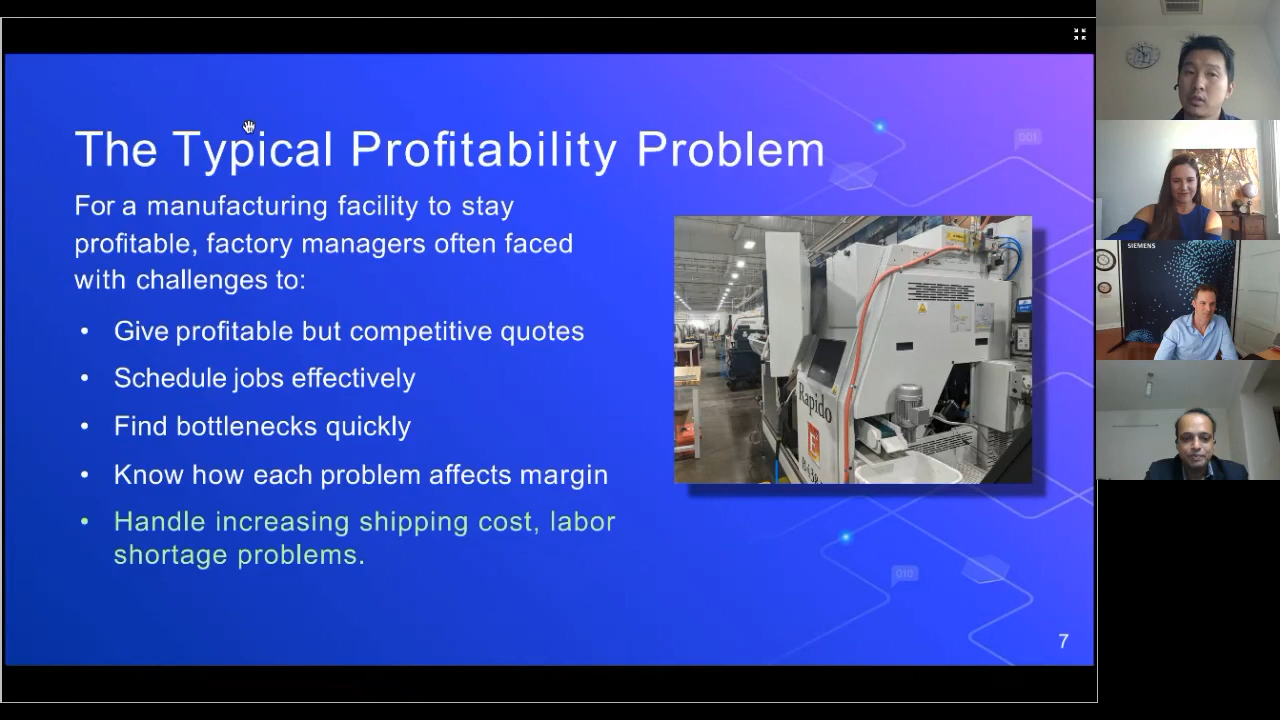 The Typical Profitability Problem
For a manufacturing facility to stay
profitable, factory managers often faced
with challenges to:
• Give profitable but competitive quotes
• Schedule jobs effectively
• Find bottlenecks quickly
• Know how each problem affects margin
• Handle increasing shipping cost, labor
shortage problems.
001
Rapido
010
7
SIEMENS